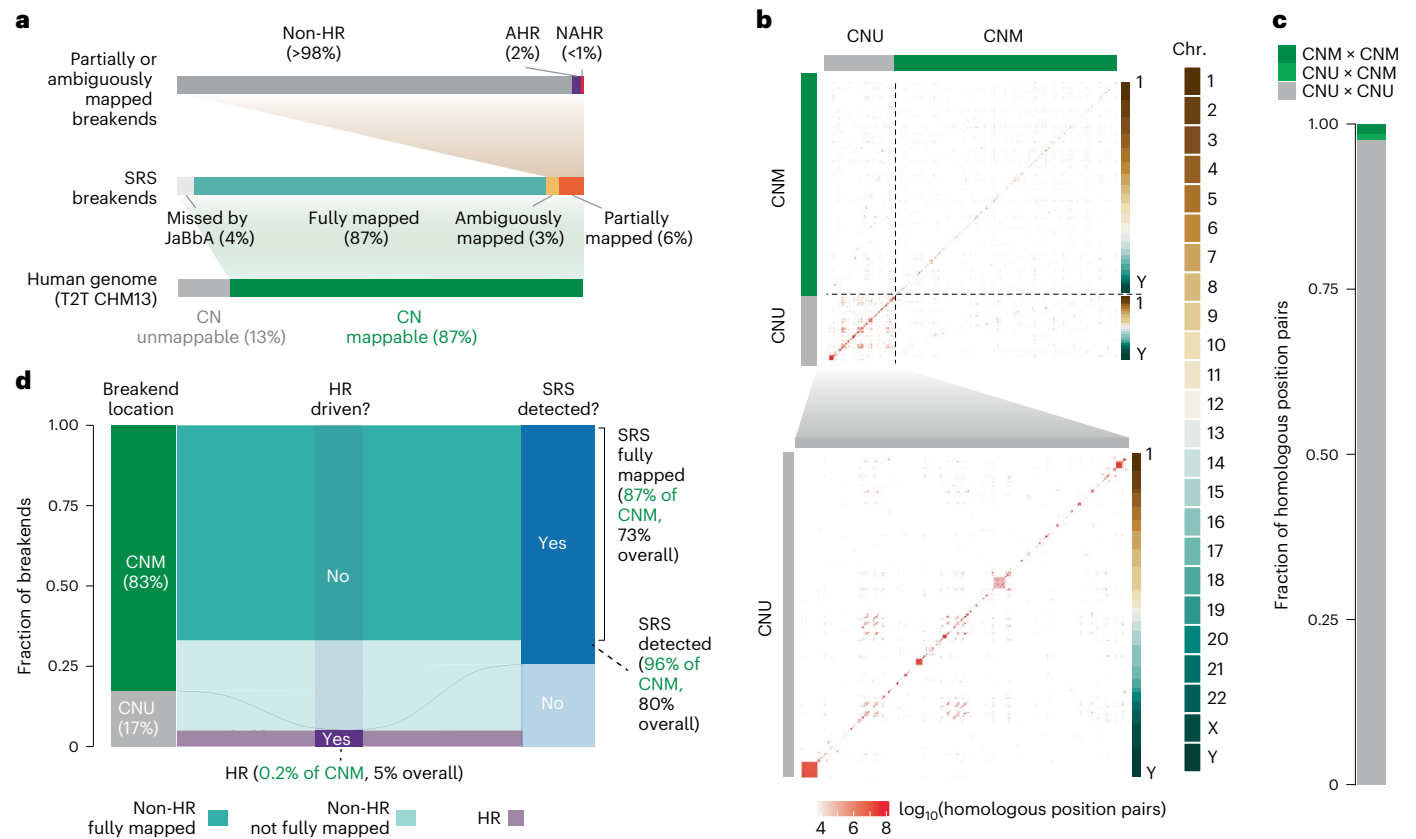 a
Non-HR
(>98%)
AHR
(2%)
NAHR
(<1%)
Partially or
ambiguously
mapped
breakends
SRS
breakends
Missed by
JaBbA (4%)
Fully mapped
(87%)
Ambiguously
mapped (3%)
Partially
mapped (6%)
Human genome
(T2T CHM13)
CN
unmappable (13%)
CN
mappable (87%)
b
CNU
CNM
Chr.
CNM
CNU
1
Y
1
Y
CNU
1
Y
1
2
3
4
5
6
7
8
9
10
11
12
13
14
15
16
17
18
19
20
21
22
X
Y
4
6
8
log10(homologous position pairs)
c
CNM × CNM
CNU × CNM
CNU × CNU
Fraction of homologous position pairs
1.00
0.75
0.50
0.25
0
d
Breakend
location
HR
driven?
SRS
detected?
Fraction of breakends
1.00
0.75
0.50
0.25
0
CNM
(83%)
CNU
(17%)
No
Yes
Yes
No
SRS
fully
mapped
(87% of
CNM,
73%
overall)
SRS
detected
(96% of
CNM,
80%
overall)
HR (0.2% of CNM, 5% overall)
Non-HR
fully mapped
Non-HR
not fully mapped
HR